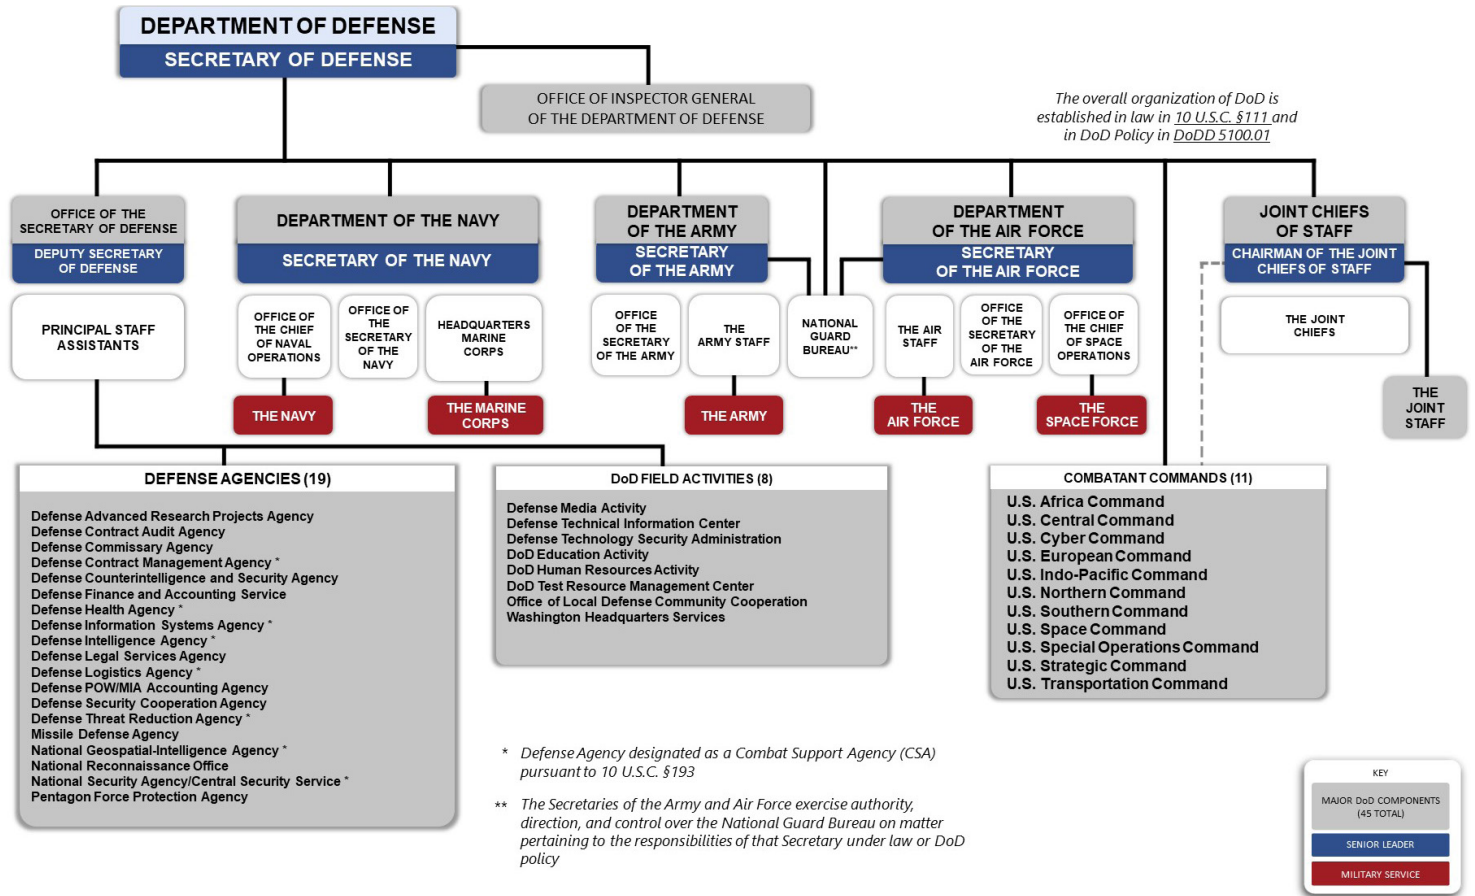 DEPARTMENT OF DEFENSE
SECRETARY OF DEFENSE
OFFICE OF INSPECTOR GENERAL
OF THE DEPARTMENT OF DEFENSE
The overall organization of DoD is
established in law in 10 U.S.C. §111 and
in DoD Policy in DoDD 5100.01
OFFICE OF THE
SECRETARY OF DEFENSE
DEPUTY SECRETARY
OF DEFENSE
PRINCIPAL STAFF
ASSISTANTS
DEPARTMENT OF THE NAVY
SECRETARY OF THE NAVY
OFFICE OF
THE CHIEF
OF NAVAL
OPERATIONS
OFFICE OF
THE
SECRETARY
OF THE
NAVY
HEADQUARTERS
MARINE
CORPS
THE NAVY
THE MARINE
CORPS
DEPARTMENT
OF THE ARMY
SECRETARY
OF THE ARMY
OFFICE
OF THE
SECRETARY
OF THE ARMY
THE
ARMY STAFF
THE ARMY
NATIONAL
GUARD
BUREAU**
DEPARTMENT
OF THE AIR FORCE
SECRETARY
OF THE AIR FORCE
THE AIR
STAFF
OFFICE
OF THE
SECRETARY
OF THE
AIR FORCE
OFFICE OF
THE CHIEF
OF SPACE
OPERATIONS
THE
AIR FORCE
THE
SPACE FORCE
JOINT CHIEFS
OF STAFF
CHAIRMAN OF THE JOINT
CHIEFS OF STAFF
THE JOINT
CHIEFS
THE
JOINT
STAFF
DEFENSE AGENCIES (19)
Defense Advanced Research Projects Agency
Defense Contract Audit Agency
Defense Commissary Agency
Defense Contract Management Agency *
Defense Counterintelligence and Security Agency
Defense Finance and Accounting Service
Defense Health Agency *
Defense Information Systems Agency *
Defense Intelligence Agency *
Defense Legal Services Agency
Defense Logistics Agency *
Defense POW/MIA Accounting Agency
Defense Security Cooperation Agency
Defense Threat Reduction Agency *
Missile Defense Agency
National Geospatial-Intelligence Agency *
National Reconnaissance Office
National Security Agency/Central Security Service *
Pentagon Force Protection Agency
DoD FIELD ACTIVITIES (8)
Defense Media Activity
Defense Technical Information Center
Defense Technology Security Administration
DoD Education Activity
DoD Human Resources Activity
DoD Test Resource Management Center
Office of Local Defense Community Cooperation
Washington Headquarters Services
COMBATANT COMMANDS (11)
U.S. Africa Command
U.S. Central Command
U.S. Cyber Command
U.S. European Command
U.S. Indo-Pacific Command
U.S. Northern Command
U.S. Southern Command
U.S. Space Command
U.S. Special Operations Command
U.S. Strategic Command
U.S. Transportation Command
* Defense Agency designated as a Combat Support Agency (CSA)
pursuant to 10 U.S.C. §193
** The Secretaries of the Army and Air Force exercise authority,
direction, and control over the National Guard Bureau on matter
pertaining to the responsibilities of that Secretary under law or DoD
policy
KEY
MAJOR DoD COMPONENTS
(45 TOTAL)
SENIOR LEADER
MILITARY SERVICE